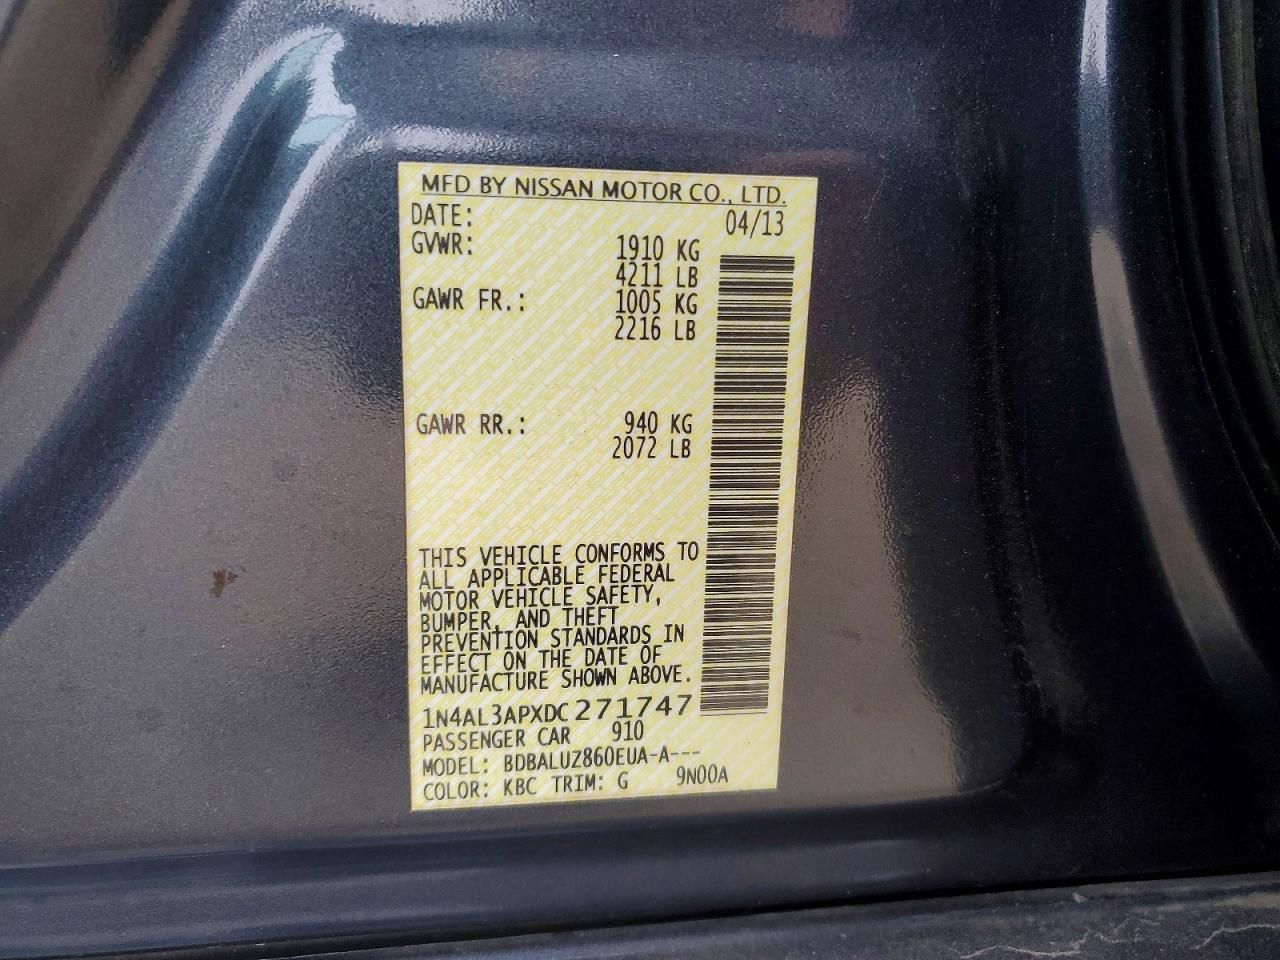 MFD BY NISSAN MOTOR CO., LTD.
DATE: 04/13
GVWR: 1910 KG
4211 LB
GAWR FR.: 1005 KG
2216 LB
GAWR RR.: 940 KG
2072 LB
THIS VEHICLE CONFORMS TO
ALL APPLICABLE FEDERAL
MOTOR VEHICLE SAFETY,
BUMPER, AND THEFT
PREVENTION STANDARDS IN
EFFECT ON THE DATE OF
MANUFACTURE SHOWN ABOVE.
1N4AL3APXDC271747
PASSENGER CAR 910
MODEL: BDBALUZ860EUA-A---
COLOR: KBC TRIM: G 9N00A